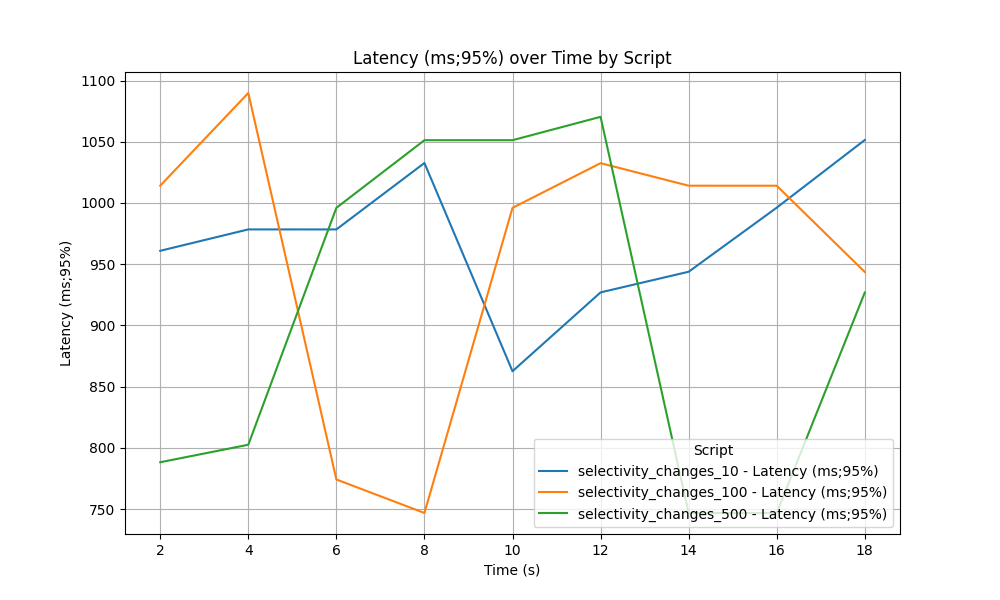 Latency (ms;95%) over Time by Script
1100
1050
1000
950
900
850
800
750
Latency (ms;95%)
Script
selectivity_changes_10 - Latency (ms;95%)
selectivity_changes_100 - Latency (ms;95%)
selectivity_changes_500 - Latency (ms;95%)
2 4 6 8 10 12 14 16 18
Time (s)